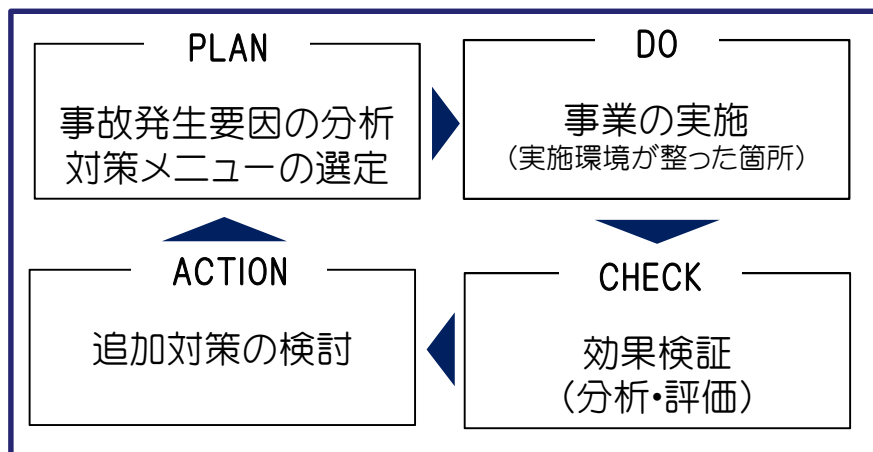 PLAN
事故発生要因の分析
対策メニューの選定
DO
事業の実施
(実施環境が整った箇所)
CHECK
効果検証
(分析・評価)
ACTION
追加対策の検討